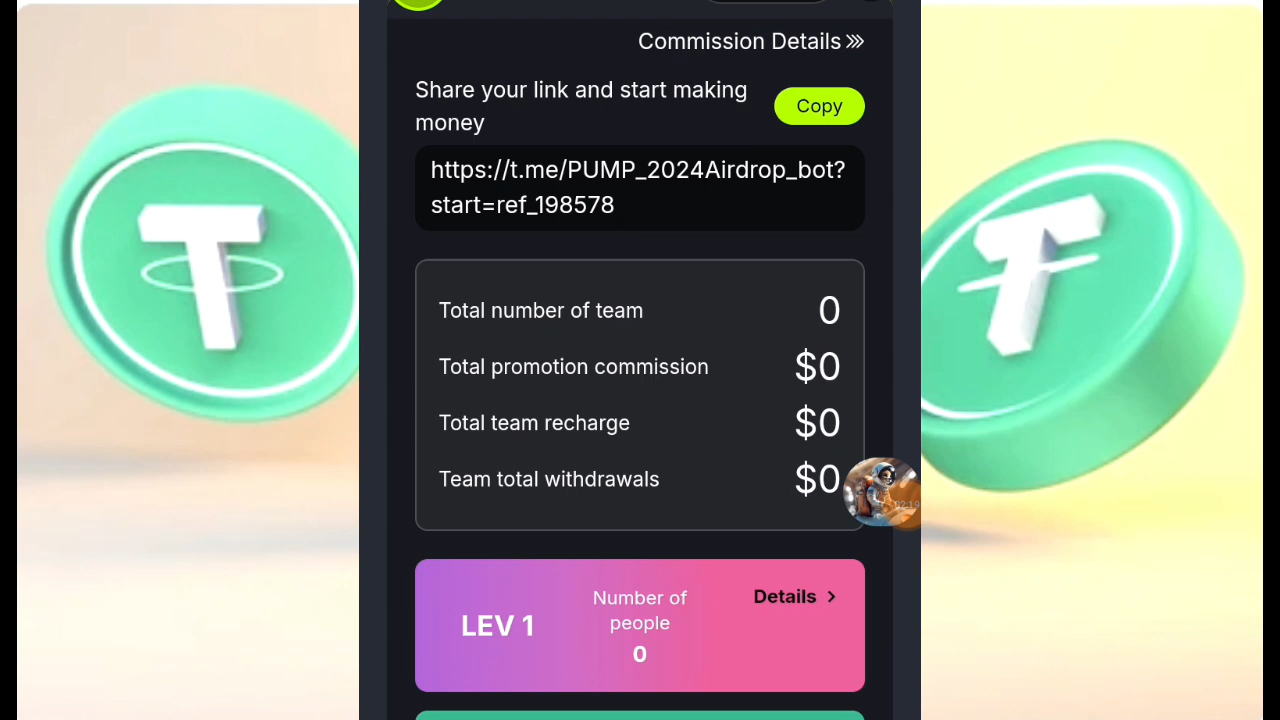 Commission Details
Share your link and start making
money
Copy
https://t.me/PUMP_2024Airdrop_bot?
start=ref_198578
Total number of team 0
Total promotion commission $0
Total team recharge $0
Team total withdrawals $0
02:19
LEV 1
Number of
people
0
Details